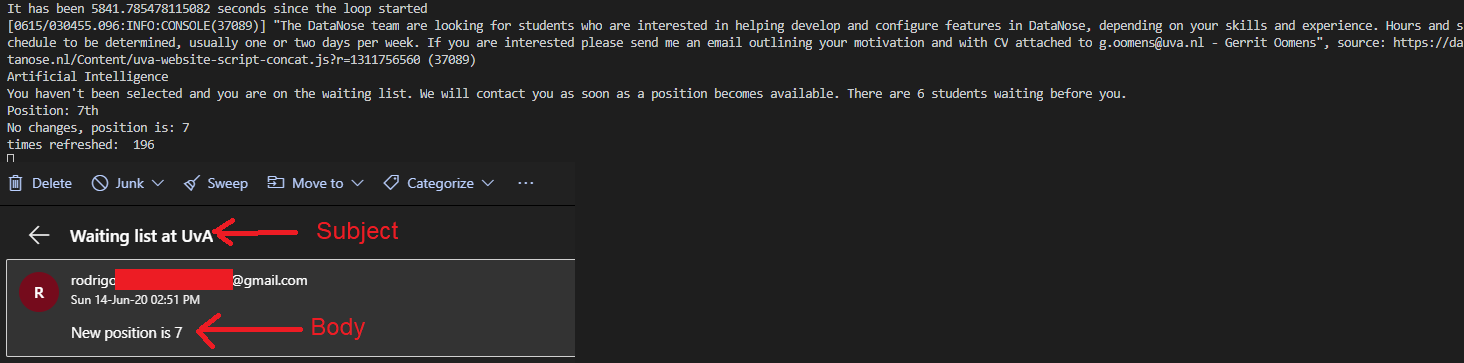 It has been 5841.785478115082 seconds since the loop started
[0615/030455.096:INFO:CONSOLE(37089)] "The DataNose team are looking for students who are interested in helping develop and configure features in DataNose, depending on your skills and experience. Hours and s
chedule to be determined, usually one or two days per week. If you are interested please send me an email outlining your motivation and with CV attached to g.oomens@uva.nl - Gerrit Oomens", source: https://da
tanose.nl/Content/uva-website-script-concat.js?r=1311756560 (37089)
Artificial Intelligence
You haven't been selected and you are on the waiting list. We will contact you as soon as a position becomes available. There are 6 students waiting before you.
Position: 7th
No changes, position is: 7
times refreshed:  196
Delete Junk Sweep Move to Categorize ...
Waiting list at UvA Subject
R
rodrigo @gmail.com
Sun 14-Jun-20 02:51 PM
New position is 7 Body